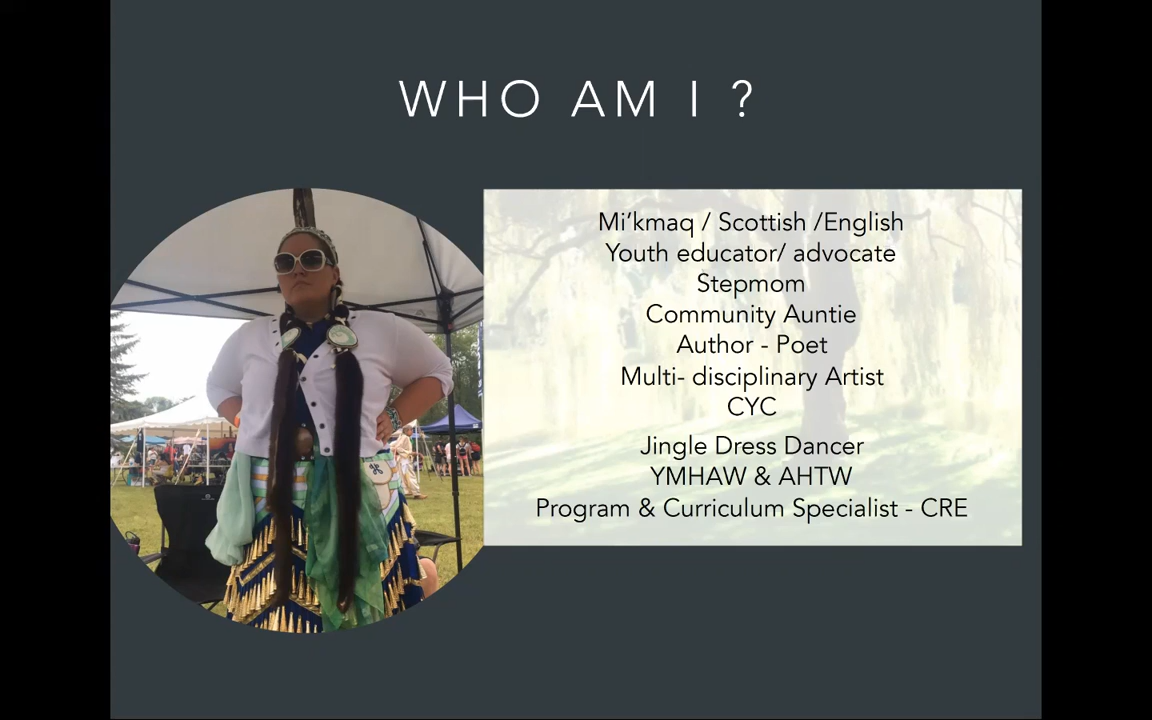 WHO AM I ?
Mi’kmaq / Scottish /English
Youth educator/ advocate
Stepmom
Community Auntie
Author - Poet
Multi- disciplinary Artist
CYC
Jingle Dress Dancer
YMHAW & AHTW
Program & Curriculum Specialist - CRE